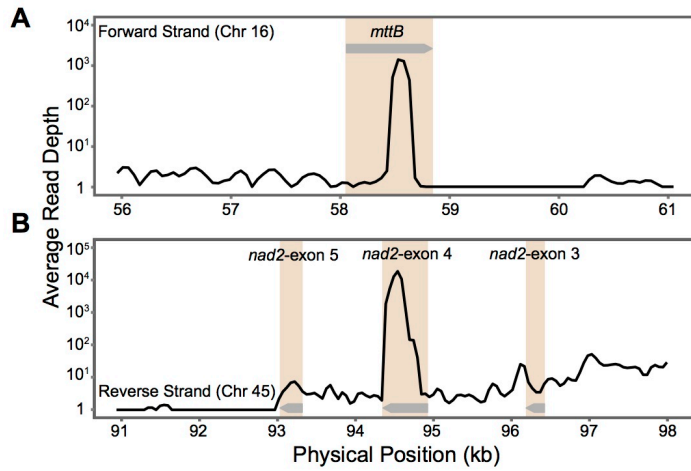 A
Forward Strand (Chr 16)
mttB
10⁴
10³
10²
10¹
1
56 57 58 59 60 61
B
Average Read Depth
nad2-exon 5 nad2-exon 4 nad2-exon 3
10⁵
10⁴
10³
10²
10¹
1
Reverse Strand (Chr 45)
91 92 93 94 95 96 97 98
Physical Position (kb)